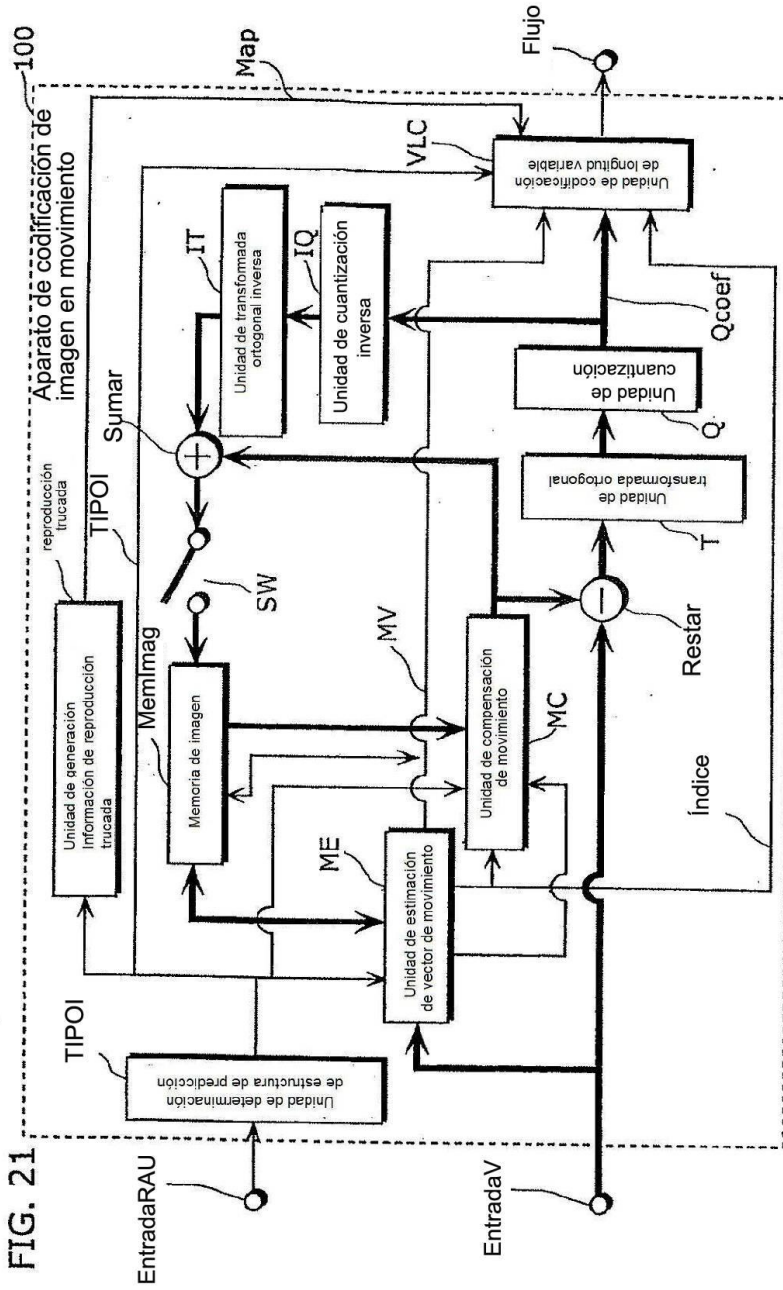 FIG. 21
100
Aparato de codificación de
imagen en movimiento
EntradaRAU
TIPOI
Unidad de determinación
de estructura de predicción
Unidad de generación
Información de reproducción
trucada
reproducción
trucada
TIPOI
Map
MemImag
Memoria de imagen
SW
Sumar
IT
Unidad de transformada
ortogonal inversa
IQ
Unidad de cuantización
inversa
VLC
Unidad de codificación
de longitud variable
Flujo
ME
Unidad de estimación
de vector de movimiento
MV
Unidad de compensación
de movimiento
MC
EntradaV
Restar
T
Unidad de
transformada ortogonal
Q
Unidad de
cuantización
Qcoef
Índice